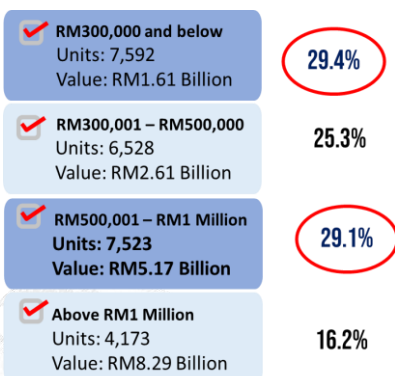 RM300,000 and below
Units: 7,592
Value: RM1.61 Billion
29.4%
RM300,001 – RM500,000
Units: 6,528
Value: RM2.61 Billion
25.3%
RM500,001 – RM1 Million
Units: 7,523
Value: RM5.17 Billion
29.1%
Above RM1 Million
Units: 4,173
Value: RM8.29 Billion
16.2%